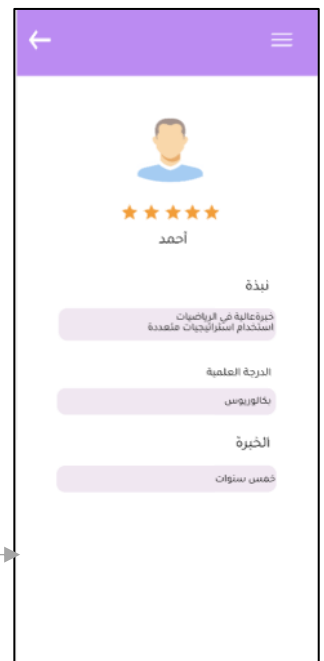 أحمد
نبذة
خبرةعالية في الرياضيات
استخدام استراتيجيات متعددة
الدرجة العلمية
بكالوريوس
الخبرة
خمس سنوات